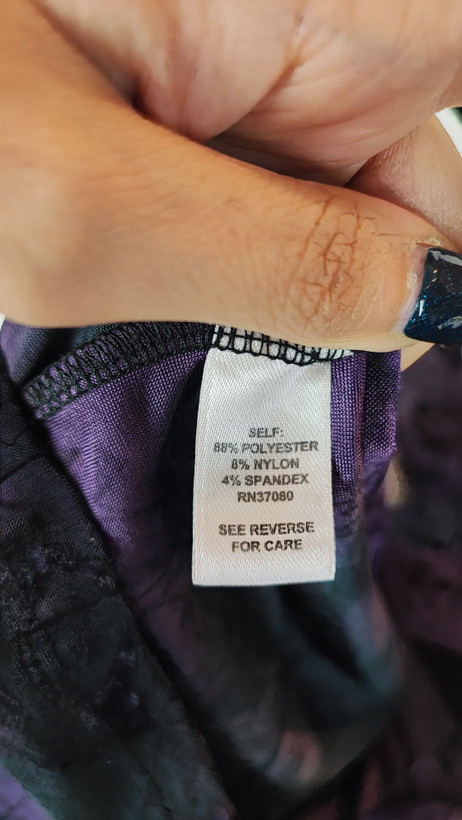 SELF:
88% POLYESTER
8% NYLON
4% SPANDEX
RN37080
SEE REVERSE
FOR CARE